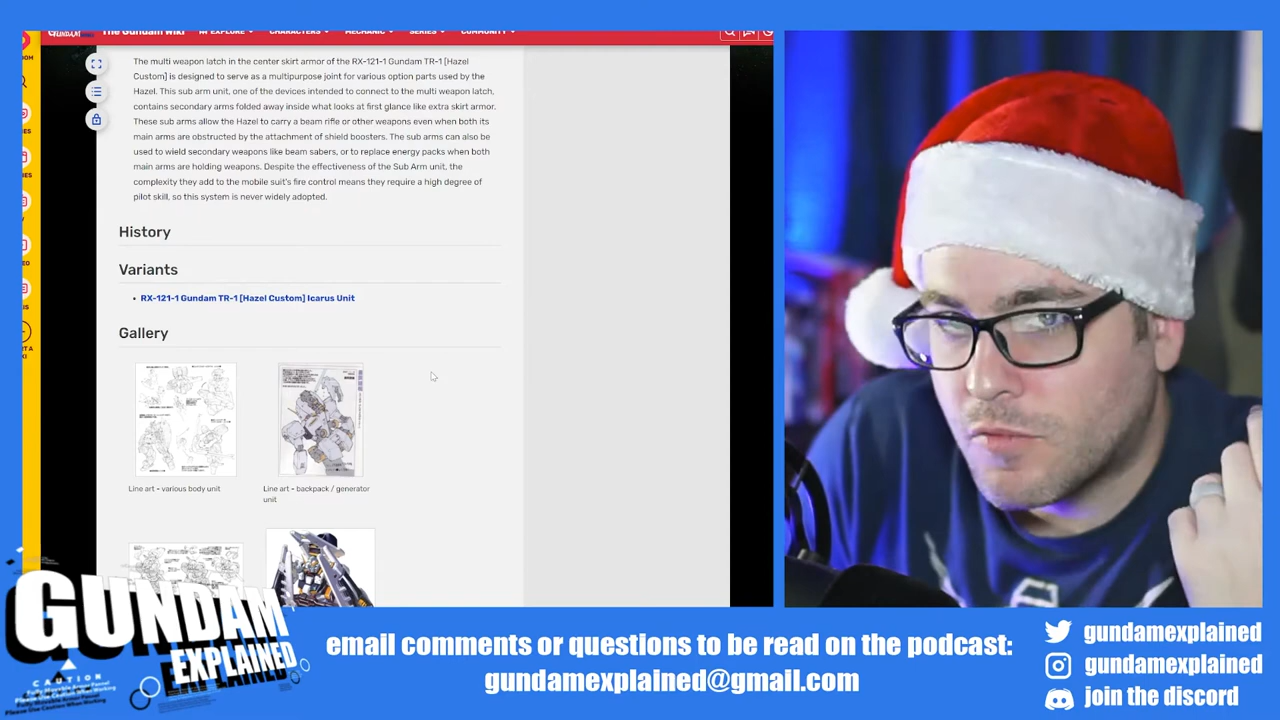 The Gundam Wiki
EXPLORE
CHARACTERS
MECHANIC
SERIES
COMMUNITY
The multi weapon latch in the center skirt armor of the RX-121-1 Gundam TR-1 [Hazel
Custom] is designed to serve as a multipurpose joint for various option parts used by the
Hazel. This sub arm unit, one of the devices intended to connect to the multi weapon latch,
contains secondary arms folded away inside what looks at first glance like extra skirt armor.
These sub arms allow the Hazel to carry a beam rifle or other weapons even when both its
main arms are obstructed by the attachment of shield boosters. The sub arms can also be
used to wield secondary weapons like beam sabers, or to replace energy packs when both
main arms are holding weapons. Despite the effectiveness of the Sub Arm unit, the
complexity they add to the mobile suit's fire control means they require a high degree of
pilot skill, so this system is never widely adopted.
History
Variants
• RX-121-1 Gundam TR-1 [Hazel Custom] Icarus Unit
Gallery
Line art - various body unit
Line art - backpack / generator
unit
GUNDAM
EXPLAINED
CAUTION
email comments or questions to be read on the podcast:
gundamexplained@gmail.com
gundamexplained
gundamexplained
join the discord